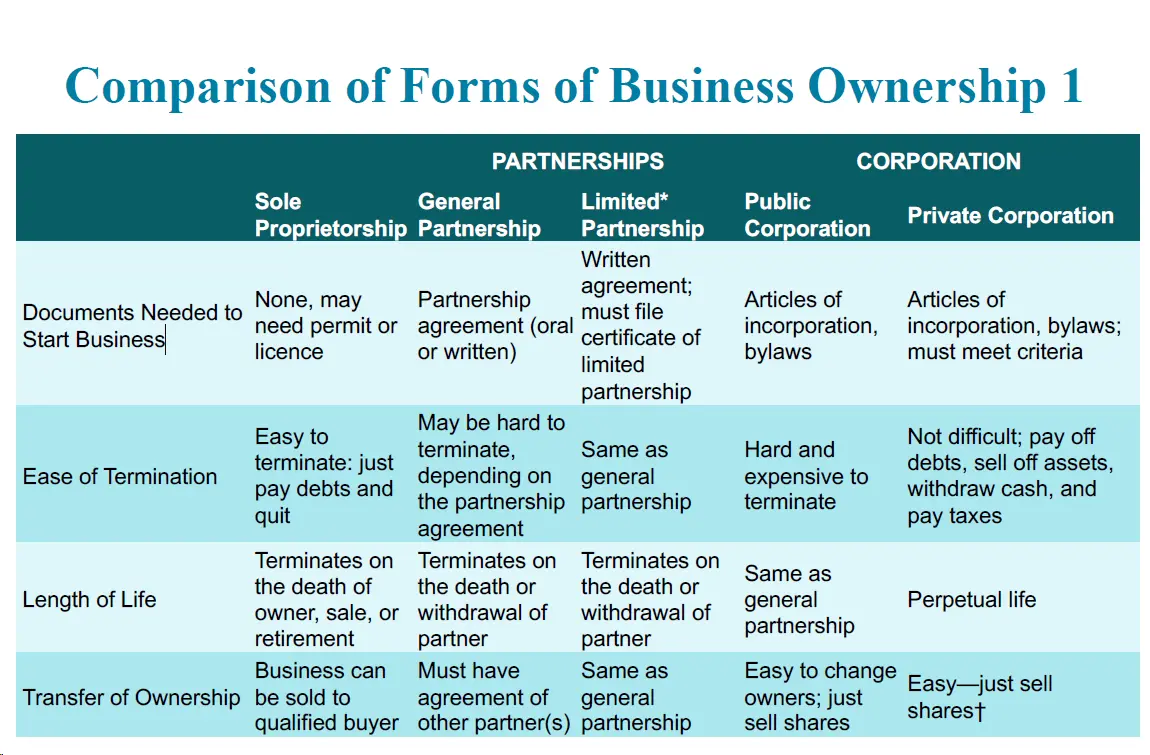 Comparison of Forms of Business Ownership 1
PARTNERSHIPS
CORPORATION
Sole
Proprietorship
General
Partnership
Limited*
Partnership
Public
Corporation
Private Corporation
Documents Needed to
Start Business
None, may
need permit or
licence
Partnership
agreement (oral
or written)
Written
agreement;
must file
certificate of
limited
partnership
Articles of
incorporation,
bylaws
Articles of
incorporation, bylaws;
must meet criteria
Ease of Termination
Easy to
terminate: just
pay debts and
quit
May be hard to
terminate,
depending on
the partnership
agreement
Same as
general
partnership
Hard and
expensive to
terminate
Not difficult; pay off
debts, sell off assets,
withdraw cash, and
pay taxes
Length of Life
Terminates on
the death of
owner, sale, or
retirement
Terminates on
the death or
withdrawal of
partner
Terminates on
the death or
withdrawal of
partner
Same as
general
partnership
Perpetual life
Transfer of Ownership
Business can
be sold to
qualified buyer
Must have
agreement of
other partner(s)
Same as
general
partnership
Easy to change
owners; just
sell shares
Easy—just sell
shares†